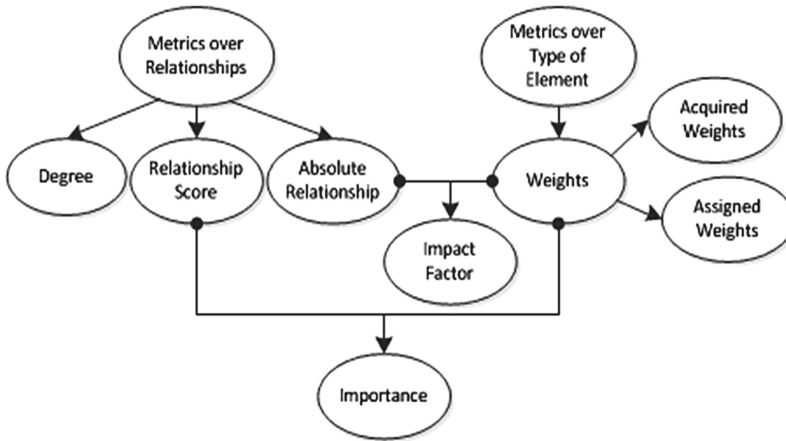 Metrics over
Relationships
Metrics over
Type of
Element
Acquired
Weights
Degree
Relationship
Score
Absolute
Relationship
Weights
Assigned
Weights
Impact
Factor
Importance